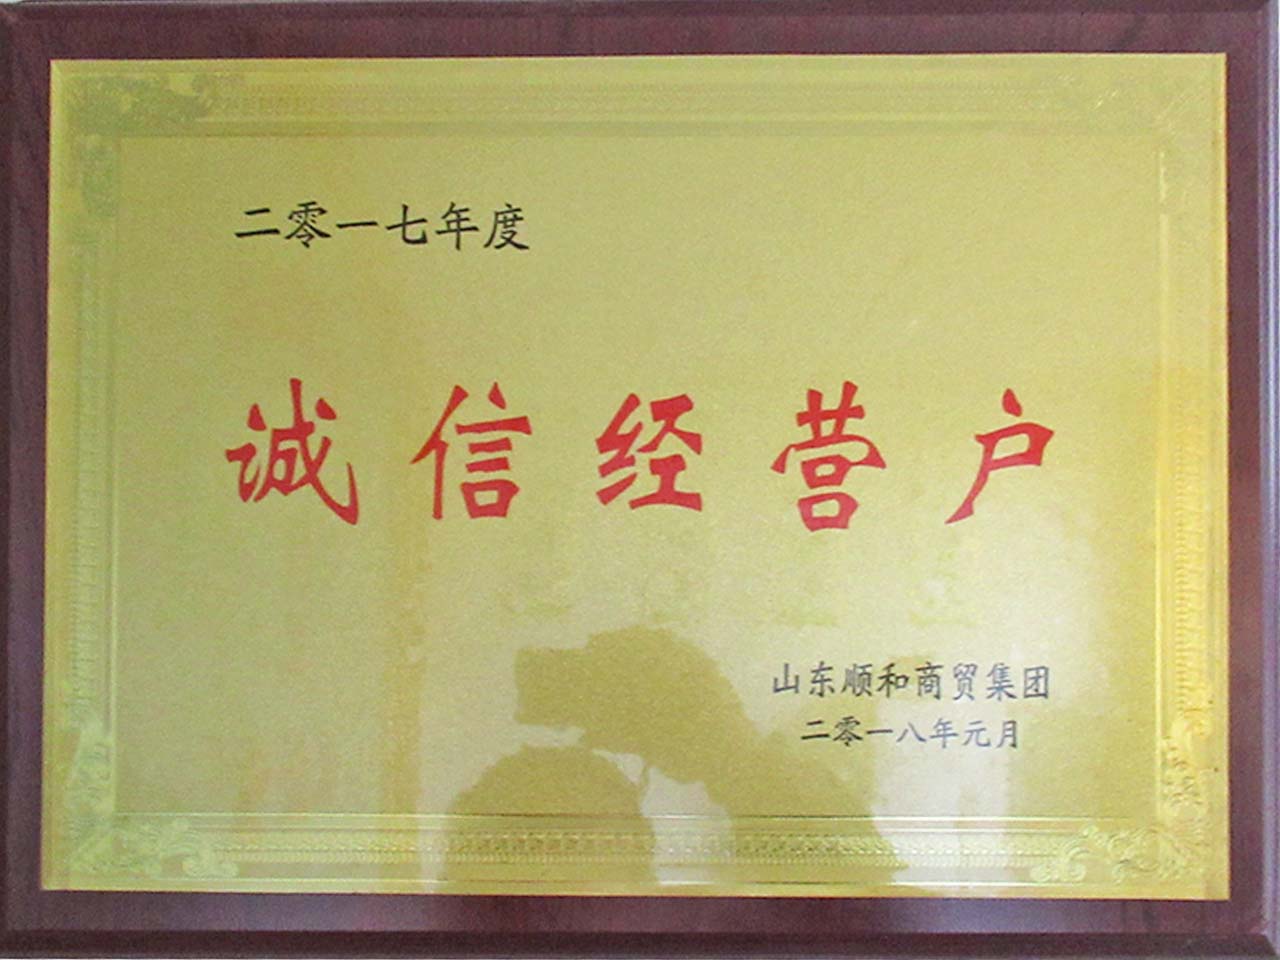 二零一七年度
诚信经营户
山东顺和商贸集团
二零一八年元月